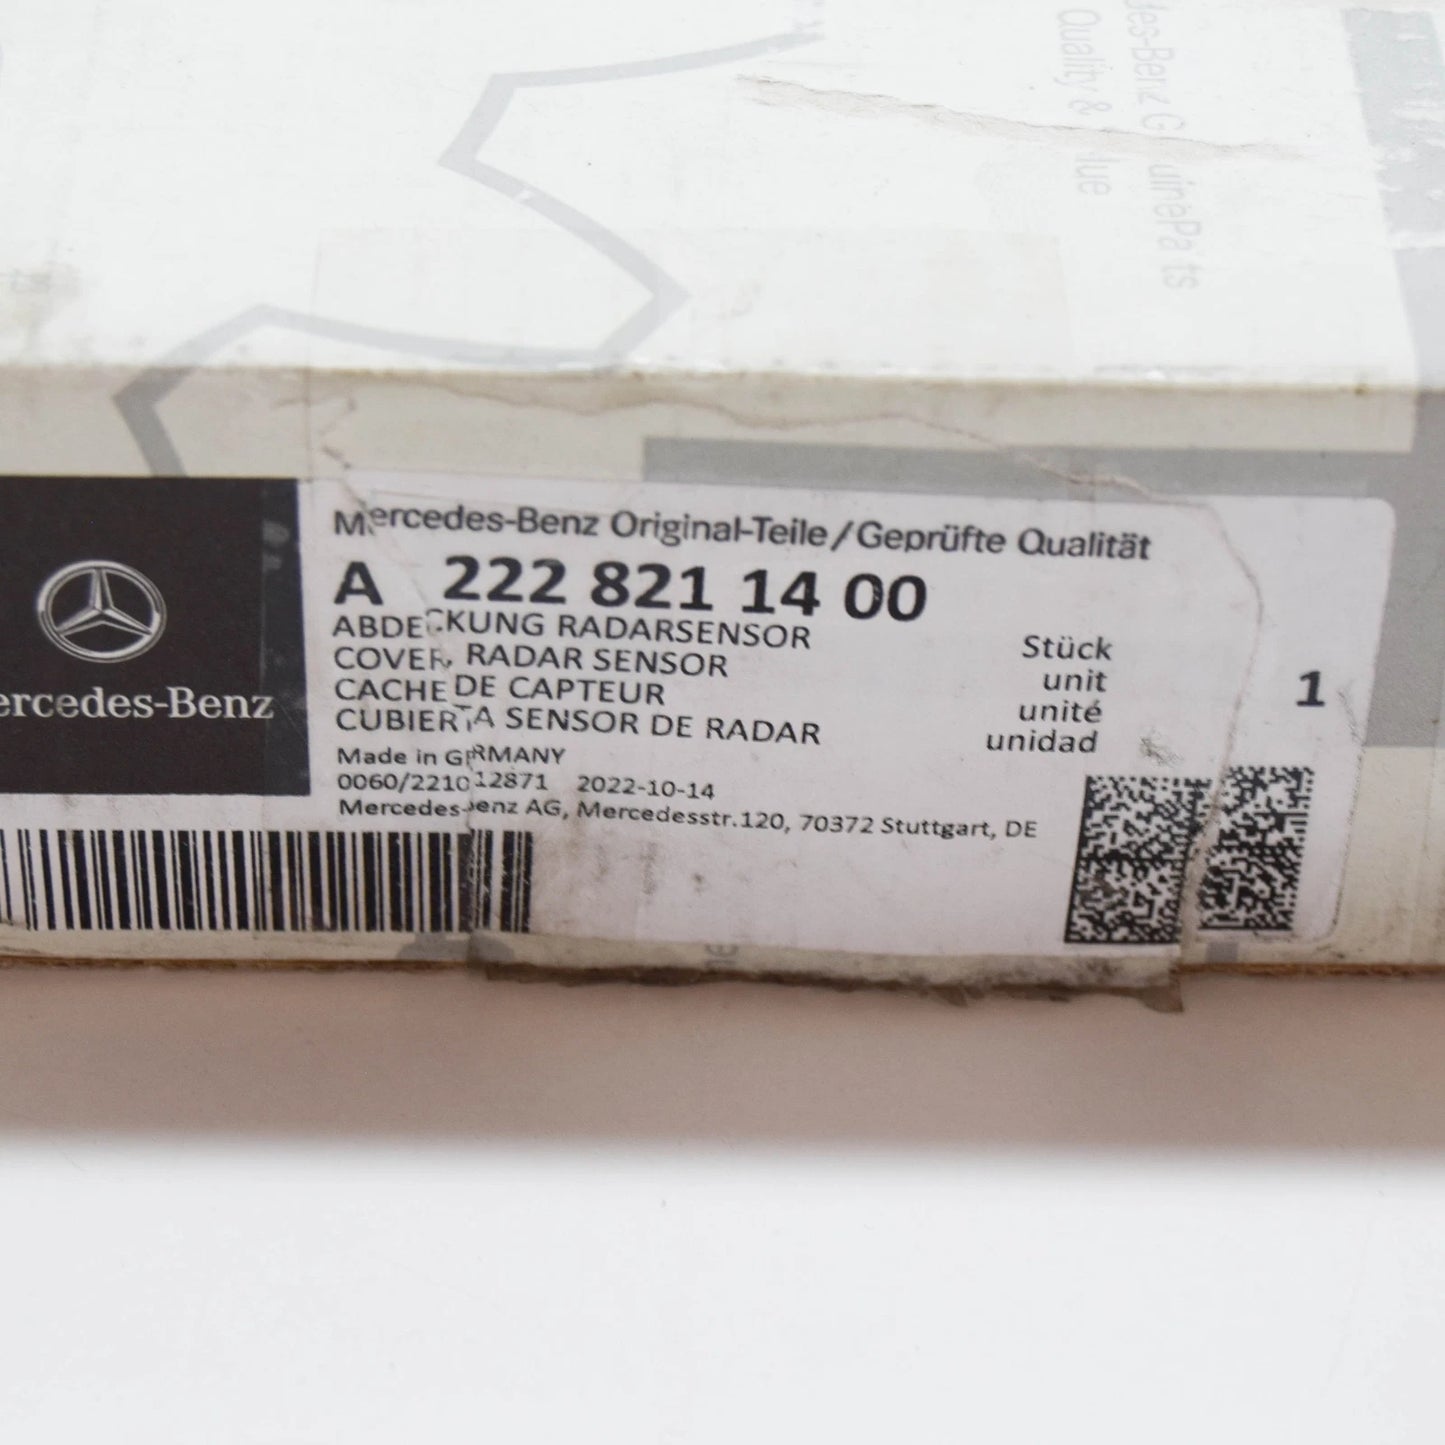 Quality &
Mercedes-Benz
Mercedes-Benz Original-Teile/Geprüfte Qualität
A 222 821 14 00
ABDECKUNG RADARSENSOR
COVER, RADAR SENSOR
CACHE DE CAPTEUR
CUBIERTA SENSOR DE RADAR
Stück
unit
unité
unidad
1
Made in GERMANY
0060/221012871 2022-10-14
Mercedes-Benz AG, Mercedesstr.120, 70372 Stuttgart, DE